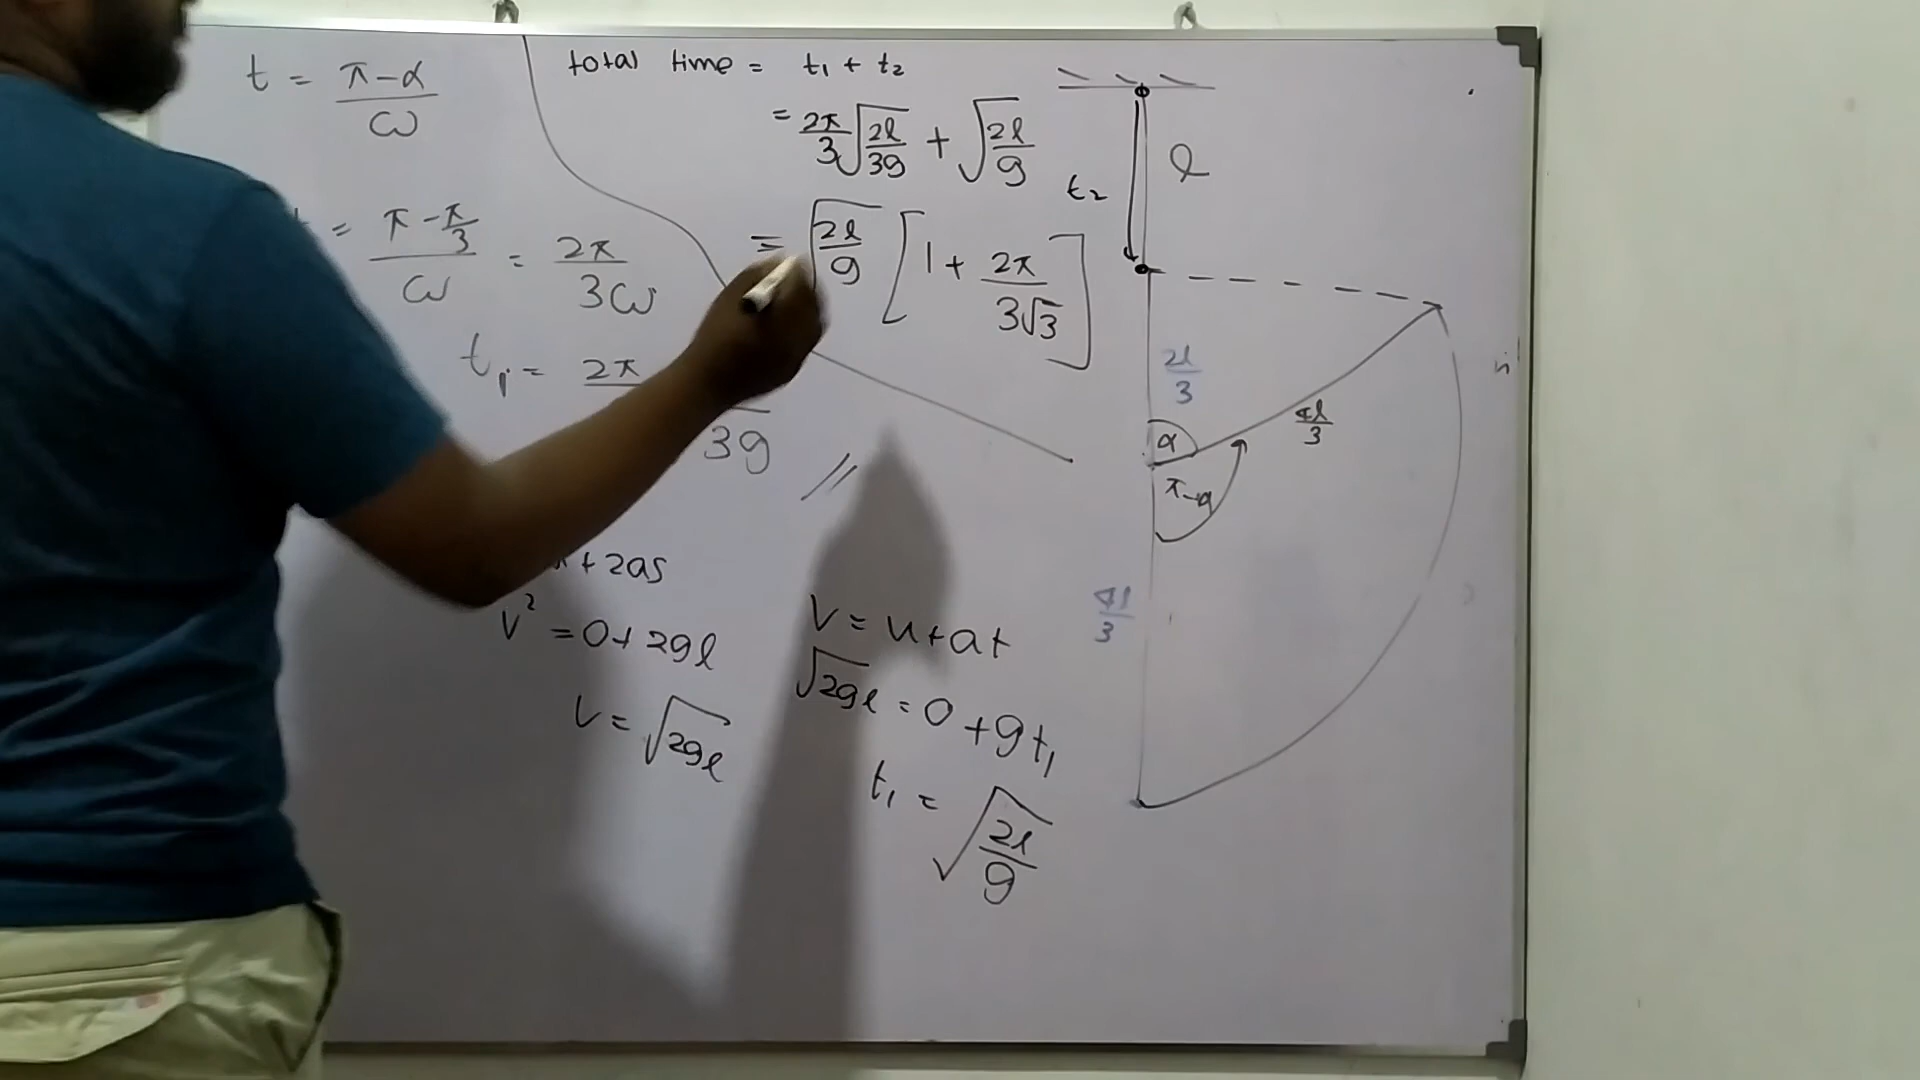 t = π-α / ω
= π - π/3 / ω = 2π / 3ω
t₁ = 2π
3g //
+ 2as
v² = 0 + 2gl
v = √2gl
total time = t₁ + t₂
= 2π/3 √2l/3g + √2l/g
= √2l/g [ 1 + 2π / 3√3 ]
v = u + at
√2gl = 0 + gt₁
t₁ = √2l/g
l
t₂
2l/3
4l/3
α
π-α
4l/3